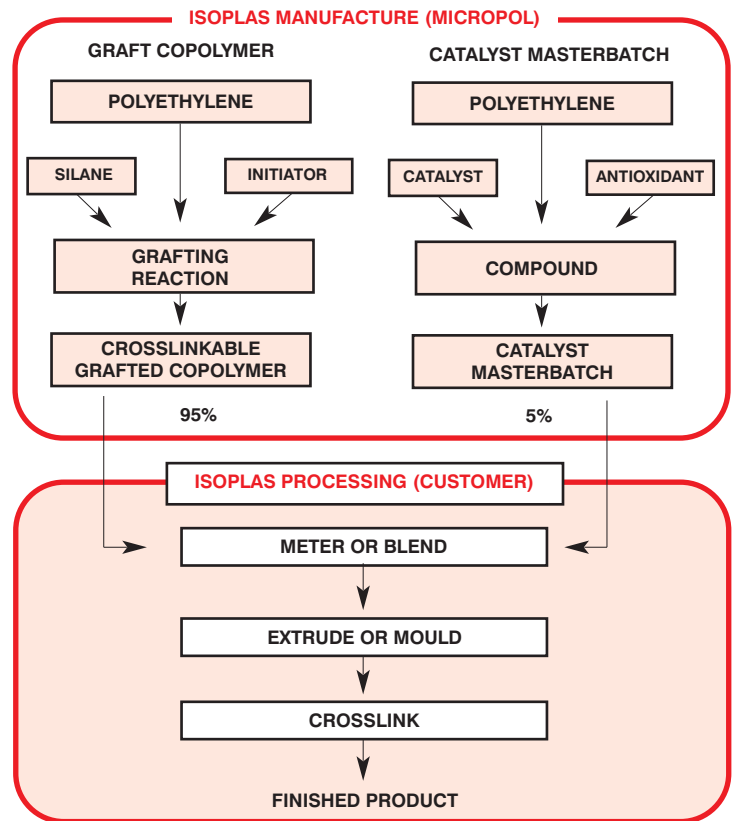 ISOPLAS MANUFACTURE (MICROPOL)
GRAFT COPOLYMER
POLYETHYLENE
SILANE
INITIATOR
GRAFTING
REACTION
CROSSLINKABLE
GRAFTED COPOLYMER
95%
CATALYST MASTERBATCH
POLYETHYLENE
CATALYST
ANTIOXIDANT
COMPOUND
CATALYST
MASTERBATCH
5%
ISOPLAS PROCESSING (CUSTOMER)
METER OR BLEND
EXTRUDE OR MOULD
CROSSLINK
FINISHED PRODUCT